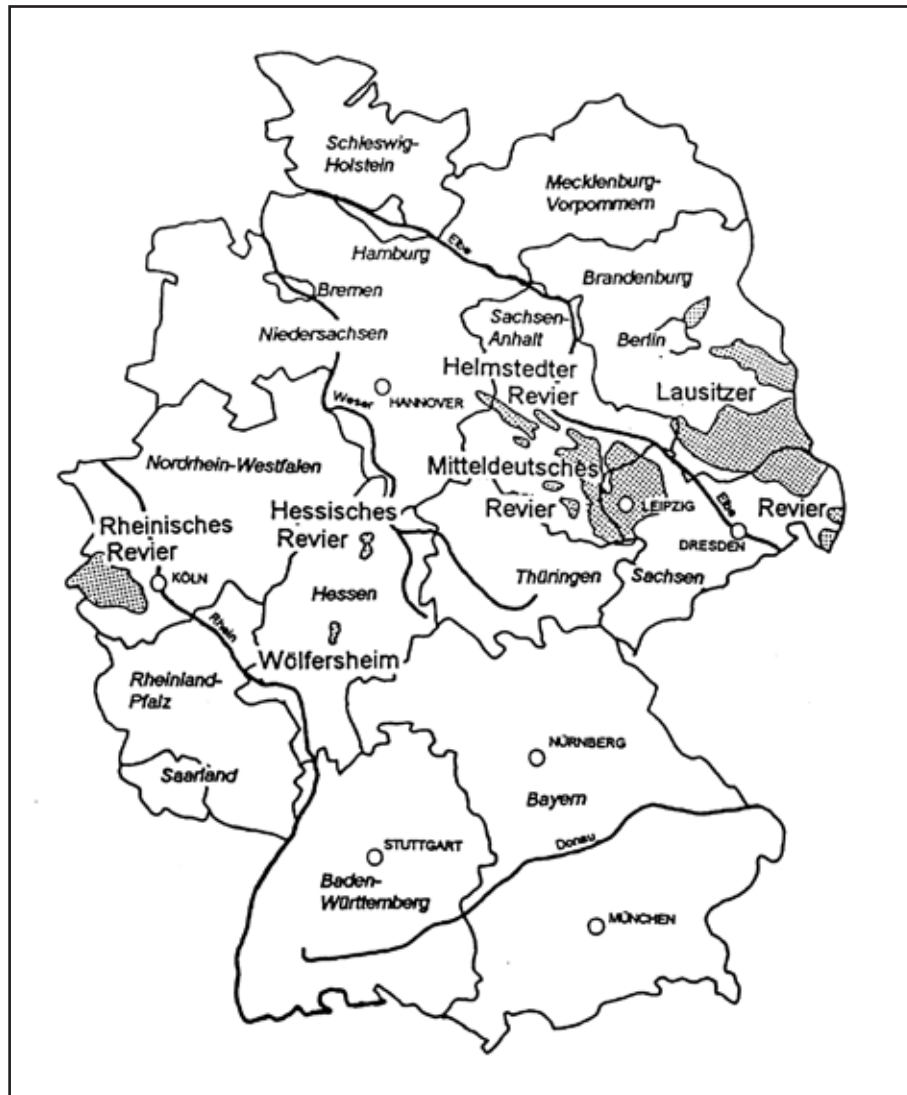 Schleswig-
Holstein
Mecklenburg-
Vorpommern
Elbe
Hamburg
Brandenburg
Bremen
Sachsen-
Anhalt
Niedersachsen
Berlin
Helmstedter
Revier
Lausitzer
Weser
HANNOVER
Nordrhein-Westfalen
Mitteldeutsches
Revier
LEIPZIG
Elbe
Revier
Hessisches
Revier
Rheinisches
Revier
DRESDEN
KÖLN
Thüringen
Sachsen
Hessen
Rhein
Wölfersheim
Rheinland-
Pfalz
NÜRNBERG
Saarland
Bayern
Donau
STUTTGART
Baden-
Württemberg
MÜNCHEN